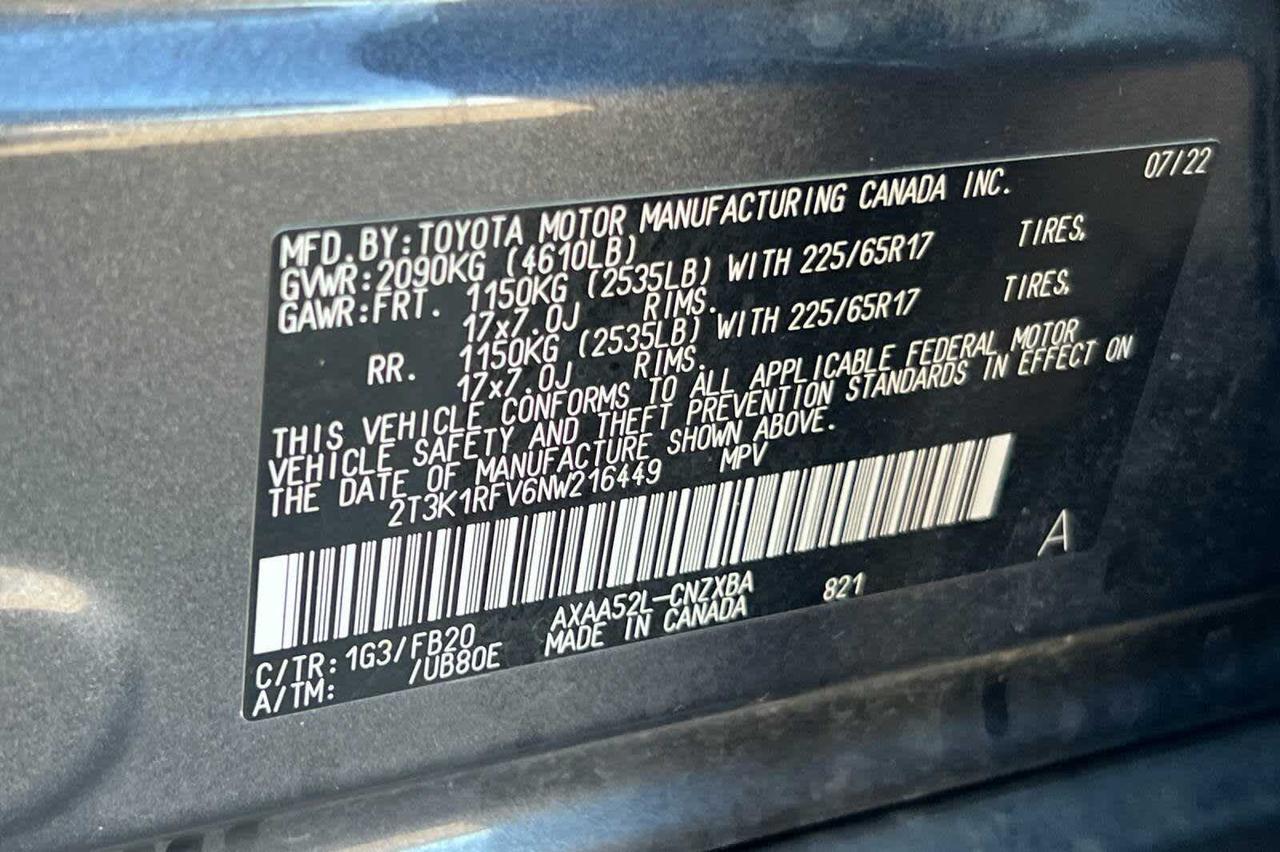 07/22
MFD.BY:TOYOTA MOTOR MANUFACTURING CANADA INC.
GVWR:2090KG (4610LB)
GAWR:FRT. 1150KG (2535LB) WITH 225/65R17 TIRES,
17x7.0J RIMS.
RR. 1150KG (2535LB) WITH 225/65R17 TIRES,
17x7.0J RIMS.
THIS VEHICLE CONFORMS TO ALL APPLICABLE FEDERAL MOTOR
VEHICLE SAFETY AND THEFT PREVENTION STANDARDS IN EFFECT ON
THE DATE OF MANUFACTURE SHOWN ABOVE.
2T3K1RFV6NW216449 MPV
A
C/TR:1G3/FB20 AXAA52L-CNZXBA 821
A/TM: /UB80E MADE IN CANADA